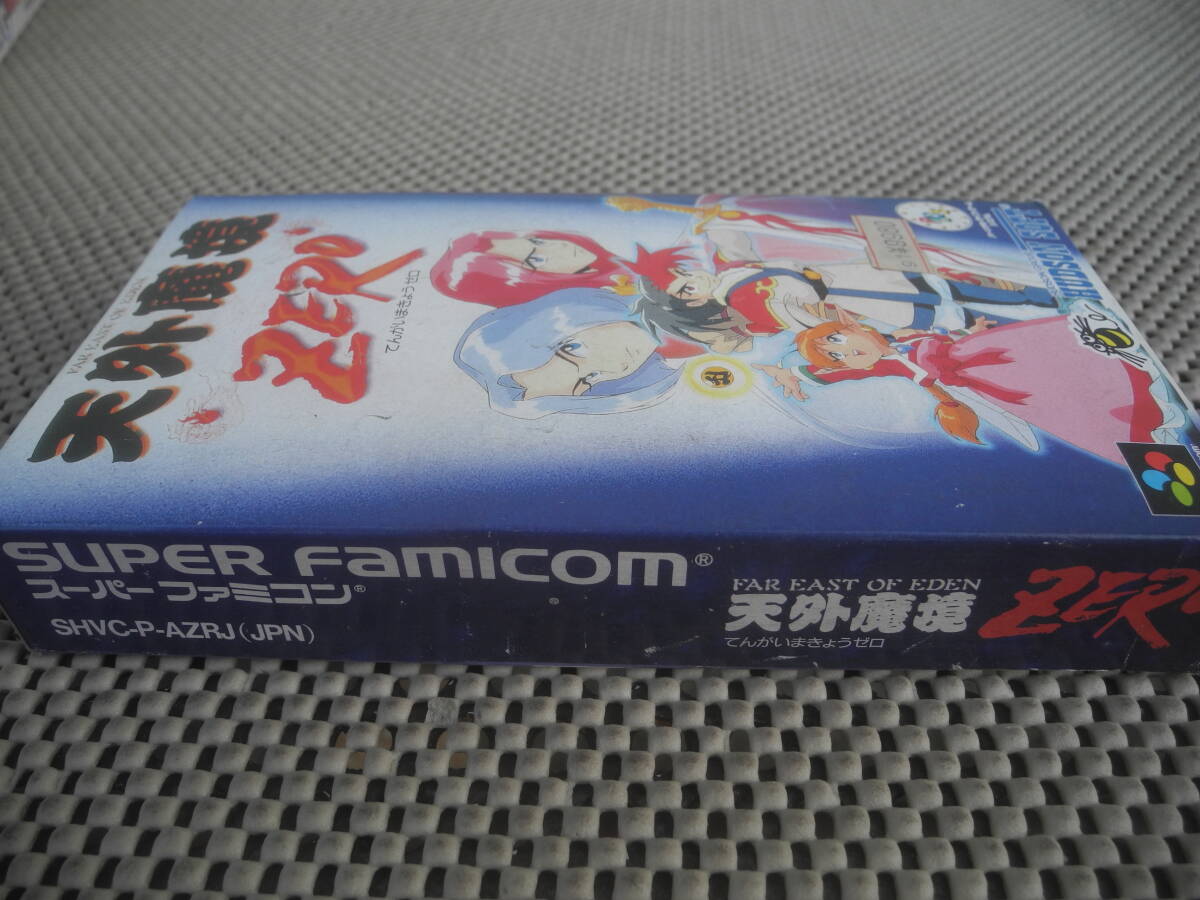 FAR EAST OF EDEN
天外魔境
ZERO
てんがいまきょう ゼロ
SUPER FAMICOM®
スーパーファミコン®
SHVC-P-AZRJ(JPN)
FAR EAST OF EDEN
天外魔境
てんがいまきょうゼロ
HUDSON SOFT